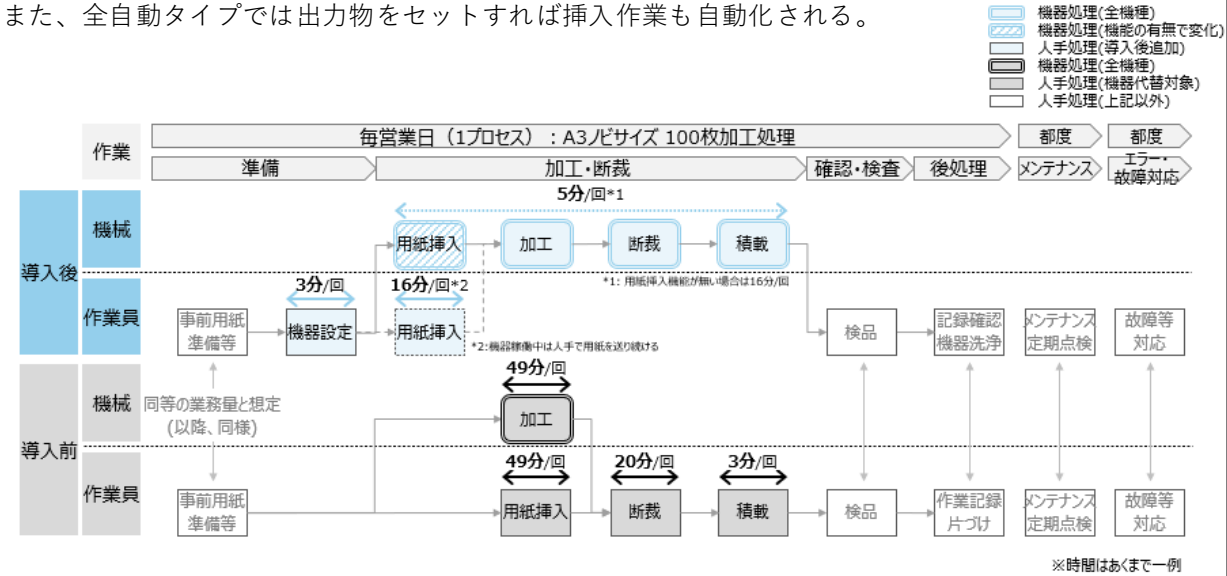 また、全自動タイプでは出力物をセットすれば挿入作業も自動化される。
機器処理(全機種)
機器処理(機能の有無で変化)
人手処理(導入後追加)
機器処理(全機種)
人手処理(機器代替対象)
人手処理(上記以外)
作業
毎営業日（1プロセス）：A3ノビサイズ 100枚加工処理
都度
都度
準備
加工・断裁
確認・検査
後処理
メンテナンス
エラー・
故障対応
導入後
機械
5分/回*1
用紙挿入
加工
断裁
積載
*1: 用紙挿入機能が無い場合は16分/回
作業員
3分/回
16分/回*2
事前用紙
準備等
機器設定
用紙挿入
*2:機器稼働中は人手で用紙を送り続ける
検品
記録確認
機器洗浄
メンテナンス
定期点検
故障等
対応
導入前
機械
同等の業務量と想定
(以降、同様)
49分/回
加工
作業員
49分/回
20分/回
3分/回
事前用紙
準備等
用紙挿入
断裁
積載
検品
作業記録
片づけ
メンテナンス
定期点検
故障等
対応
※時間はあくまで一例